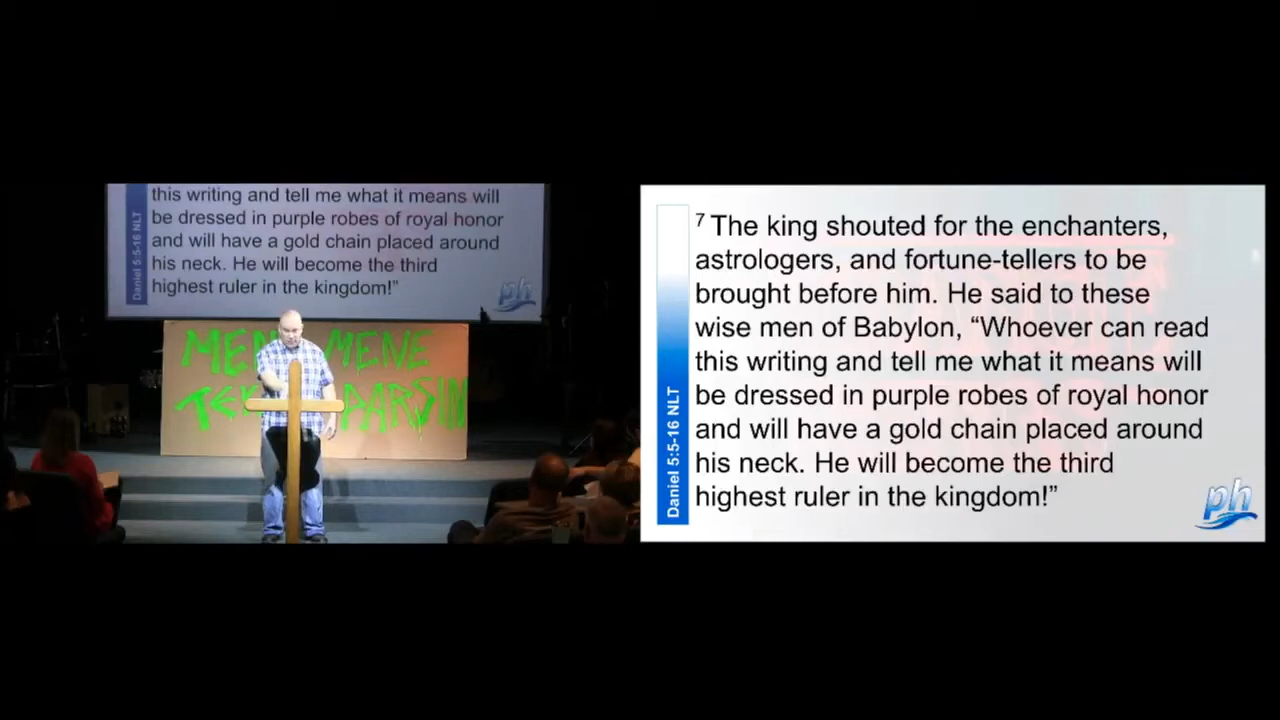 this writing and tell me what it means will
be dressed in purple robes of royal honor
and will have a gold chain placed around
his neck. He will become the third
highest ruler in the kingdom!”
Daniel 5:5-16 NLT
ph
MENE
PARSIN
7 The king shouted for the enchanters,
astrologers, and fortune-tellers to be
brought before him. He said to these
wise men of Babylon, “Whoever can read
this writing and tell me what it means will
be dressed in purple robes of royal honor
and will have a gold chain placed around
his neck. He will become the third
highest ruler in the kingdom!”
Daniel 5:5-16 NLT
ph